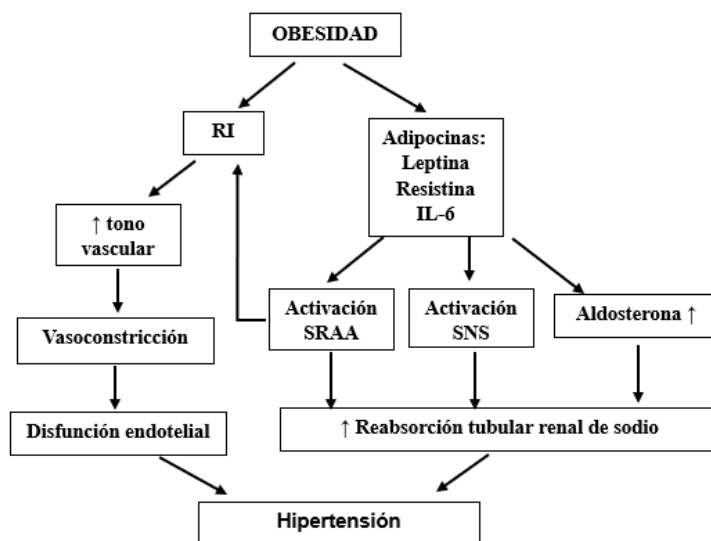 OBESIDAD
RI
Adipocinas:
Leptina
Resistina
IL-6
↑ tono
vascular
Activación
SRAA
Activación
SNS
Aldosterona ↑
Vasoconstricción
Disfunción endotelial
↑ Reabsorción tubular renal de sodio
Hipertensión